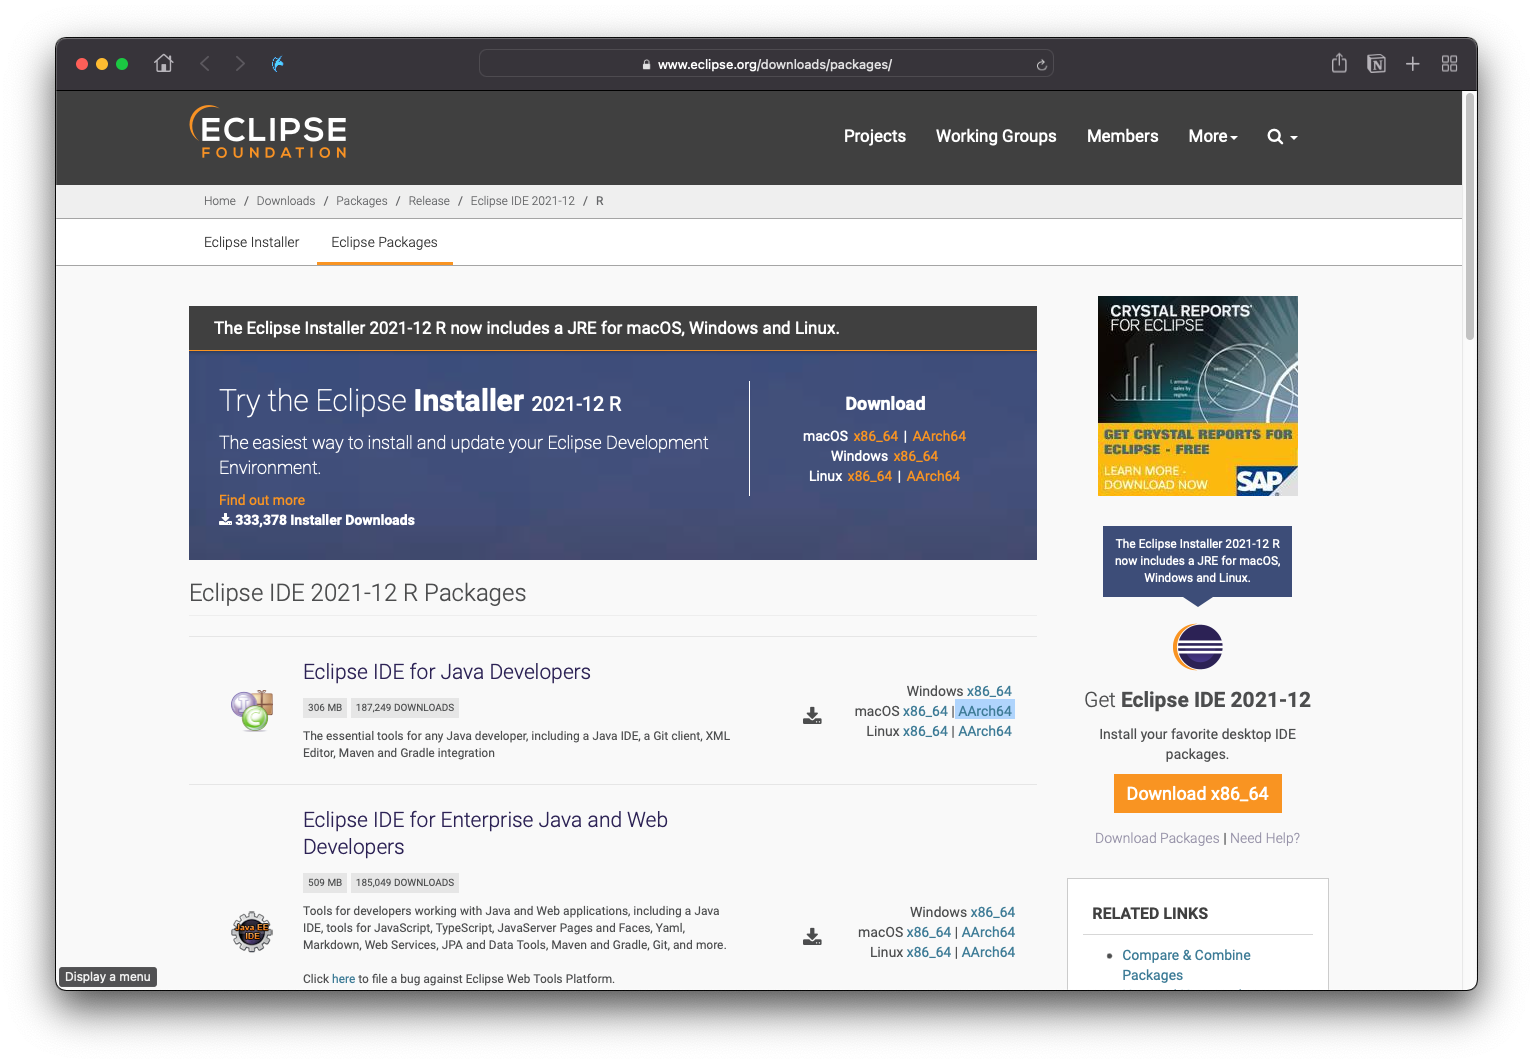 www.eclipse.org/downloads/packages/
ECLIPSE
FOUNDATION
Projects
Working Groups
Members
More
Home / Downloads / Packages / Release / Eclipse IDE 2021-12 / R
Eclipse Installer
Eclipse Packages
The Eclipse Installer 2021-12 R now includes a JRE for macOS, Windows and Linux.
Try the Eclipse Installer 2021-12 R
The easiest way to install and update your Eclipse Development
Environment.
Find out more
333,378 Installer Downloads
Download
macOS x86_64 | AArch64
Windows x86_64
Linux x86_64 | AArch64
Eclipse IDE 2021-12 R Packages
Eclipse IDE for Java Developers
306 MB 187,249 DOWNLOADS
The essential tools for any Java developer, including a Java IDE, a Git client, XML
Editor, Maven and Gradle integration
Windows x86_64
macOS x86_64 | AArch64
Linux x86_64 | AArch64
Eclipse IDE for Enterprise Java and Web
Developers
509 MB 185,049 DOWNLOADS
Java EE
IDE
Tools for developers working with Java and Web applications, including a Java
IDE, tools for JavaScript, TypeScript, JavaServer Pages and Faces, Yaml,
Markdown, Web Services, JPA and Data Tools, Maven and Gradle, Git, and more.
Click here to file a bug against Eclipse Web Tools Platform.
Windows x86_64
macOS x86_64 | AArch64
Linux x86_64 | AArch64
CRYSTAL REPORTS®
FOR ECLIPSE
1. annual
sales by
region
GET CRYSTAL REPORTS FOR
ECLIPSE - FREE
LEARN MORE -
DOWNLOAD NOW
SAP
The Eclipse Installer 2021-12 R
now includes a JRE for macOS,
Windows and Linux.
Get Eclipse IDE 2021-12
Install your favorite desktop IDE
packages.
Download x86_64
Download Packages | Need Help?
RELATED LINKS
Compare & Combine
Packages
Display a menu